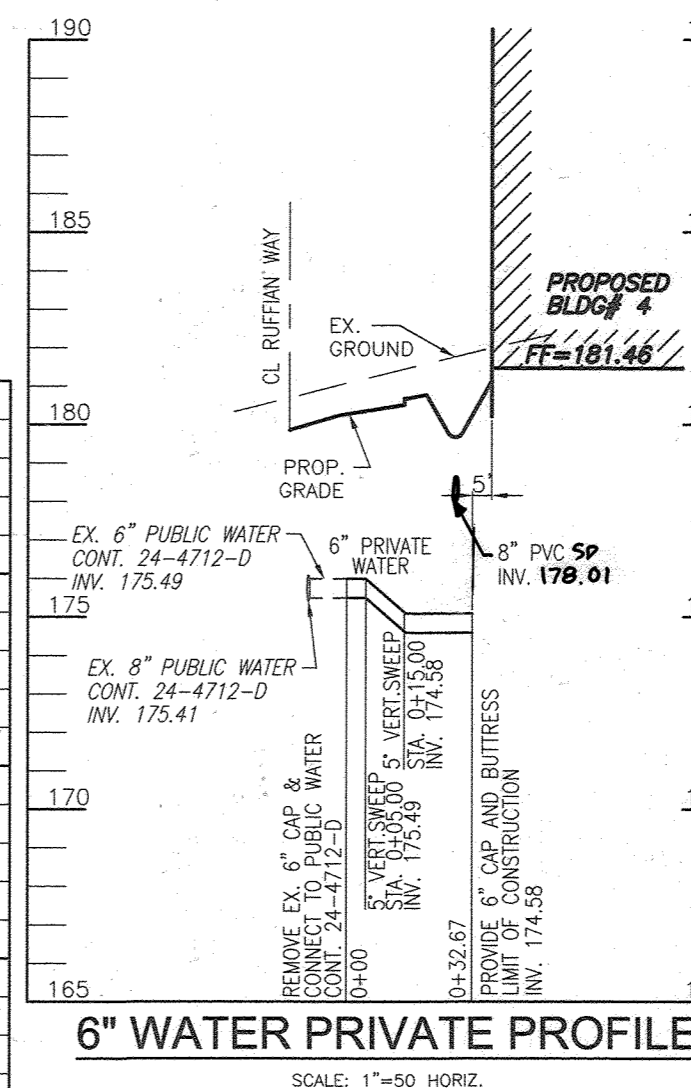 190
185
180
175
170
165
CL RUFFIAN WAY
EX.
GROUND
PROPOSED
BLDG# 4
FF=181.46
PROP.
GRADE
5'
EX. 6" PUBLIC WATER
CONT. 24-4712-D
INV. 175.49
6" PRIVATE
WATER
8" PVC SD
INV. 178.01
EX. 8" PUBLIC WATER
CONT. 24-4712-D
INV. 175.41
REMOVE EX. 6" CAP &
CONNECT TO PUBLIC WATER
CONT. 24-4712-D
0+00
5° VERT.SWEEP
STA. 0+05.00
INV. 175.49
5° VERT.SWEEP
STA. 0+15.00
INV. 174.58
0+32.67
PROVIDE 6" CAP AND BUTTRESS
LIMIT OF CONSTRUCTION
INV. 174.58
6" WATER PRIVATE PROFILE
SCALE: 1"=50 HORIZ.